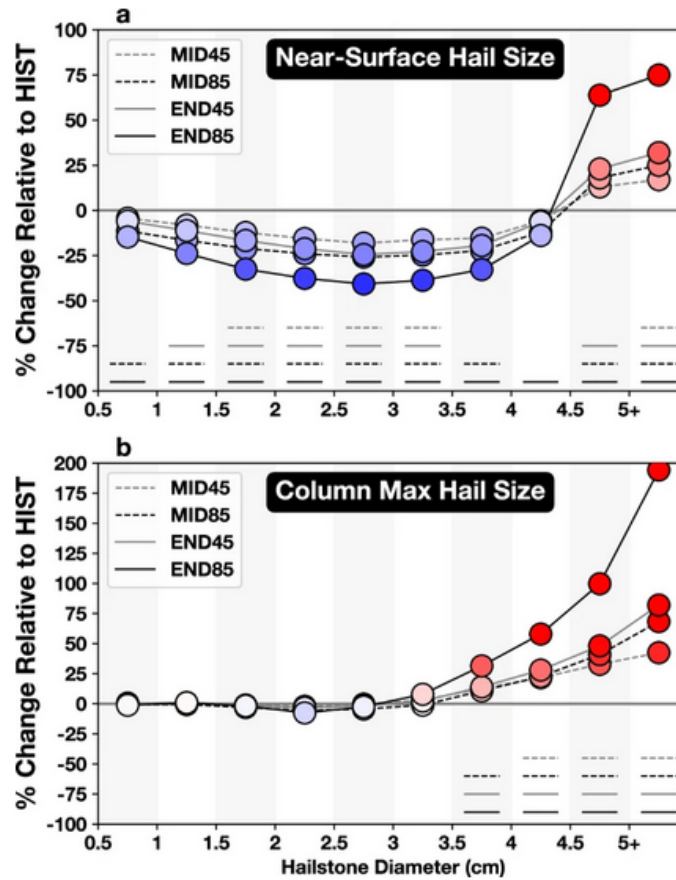 a
Near-Surface Hail Size
MID45
MID85
END45
END85
% Change Relative to HIST
100
75
50
25
0
-25
-50
-75
-100
0.5 1 1.5 2 2.5 3 3.5 4 4.5 5+
b
Column Max Hail Size
MID45
MID85
END45
END85
% Change Relative to HIST
200
175
150
125
100
75
50
25
0
-25
-50
-75
-100
0.5 1 1.5 2 2.5 3 3.5 4 4.5 5+
Hailstone Diameter (cm)